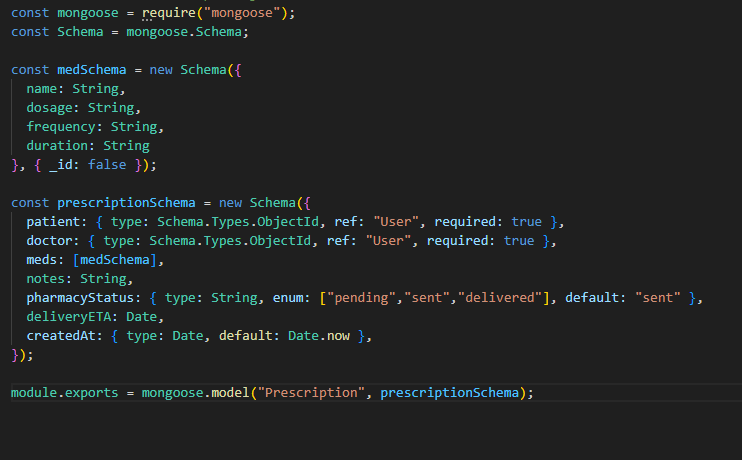 const mongoose = require("mongoose");
const Schema = mongoose.Schema;

const medSchema = new Schema({
  name: String,
  dosage: String,
  frequency: String,
  duration: String
}, { _id: false });

const prescriptionSchema = new Schema({
  patient: { type: Schema.Types.ObjectId, ref: "User", required: true },
  doctor: { type: Schema.Types.ObjectId, ref: "User", required: true },
  meds: [medSchema],
  notes: String,
  pharmacyStatus: { type: String, enum: ["pending","sent","delivered"], default: "sent" },
  deliveryETA: Date,
  createdAt: { type: Date, default: Date.now },
});

module.exports = mongoose.model("Prescription", prescriptionSchema);